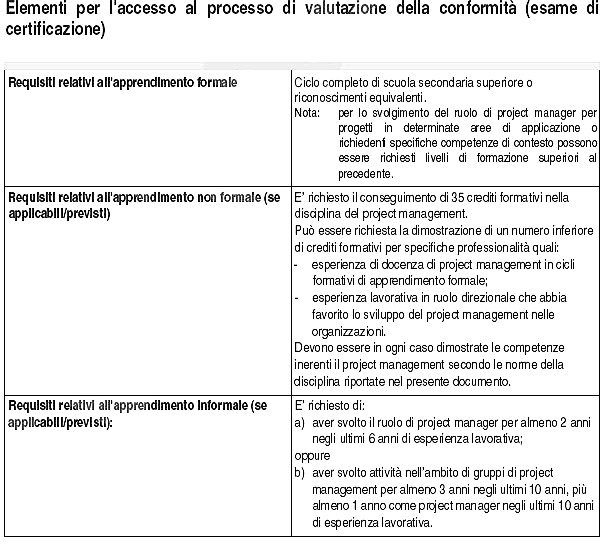 Elementi per l'accesso al processo di valutazione della conformità (esame di
certificazione)
Requisiti relativi all'apprendimento formale
Ciclo completo di scuola secondaria superiore o
riconoscimenti equivalenti.
Nota: per lo svolgimento del ruolo di project manager per
progetti in determinate aree di applicazione o
richiedenti specifiche competenze di contesto possono
essere richiesti livelli di formazione superiori al
precedente.
Requisiti relativi all'apprendimento non formale (se
applicabili/previsti)
E' richiesto il conseguimento di 35 crediti formativi nella
disciplina del project management.
Può essere richiesta la dimostrazione di un numero inferiore
di crediti formativi per specifiche professionalità quali:
- esperienza di docenza di project management in cicli
formativi di apprendimento formale;
- esperienza lavorativa in ruolo direzionale che abbia
favorito lo sviluppo del project management nelle
organizzazioni.
Devono essere in ogni caso dimostrate le competenze
inerenti il project management secondo le norme della
disciplina riportate nel presente documento.
Requisiti relativi all'apprendimento informale (se
applicabili/previsti):
E' richiesto di:
a) aver svolto il ruolo di project manager per almeno 2 anni
negli ultimi 6 anni di esperienza lavorativa;
oppure
b) aver svolto attività nell'ambito di gruppi di project
management per almeno 3 anni negli ultimi 10 anni, più
almeno 1 anno come project manager negli ultimi 10 anni
di esperienza lavorativa.